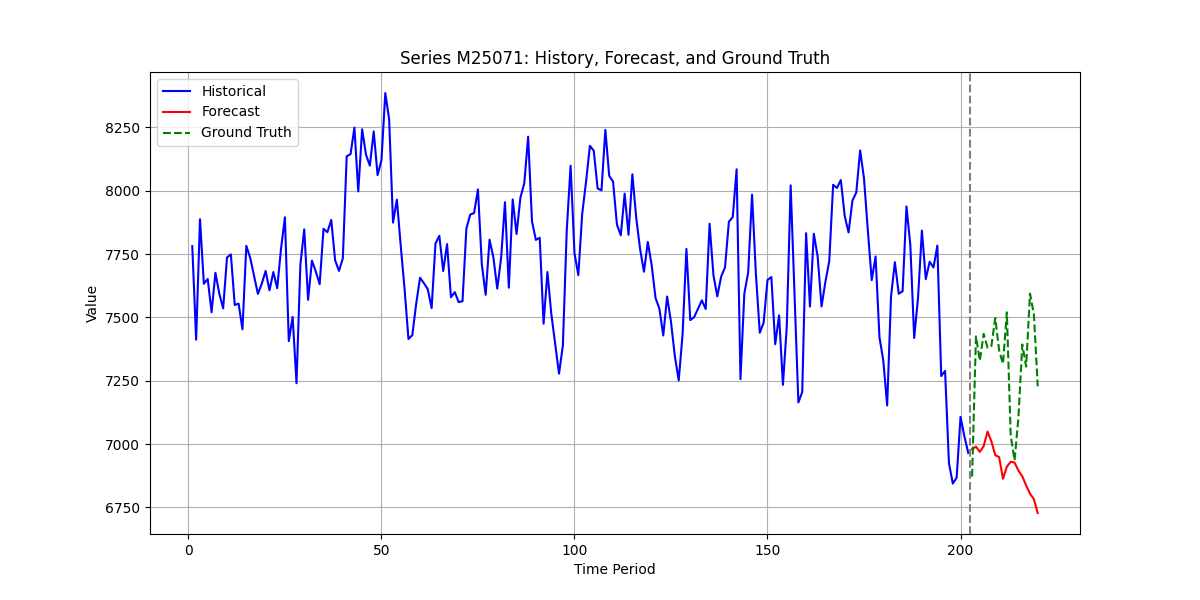 Series M25071: History, Forecast, and Ground Truth
Historical
Forecast
Ground Truth
Value
8250
8000
7750
7500
7250
7000
6750
0 50 100 150 200
Time Period